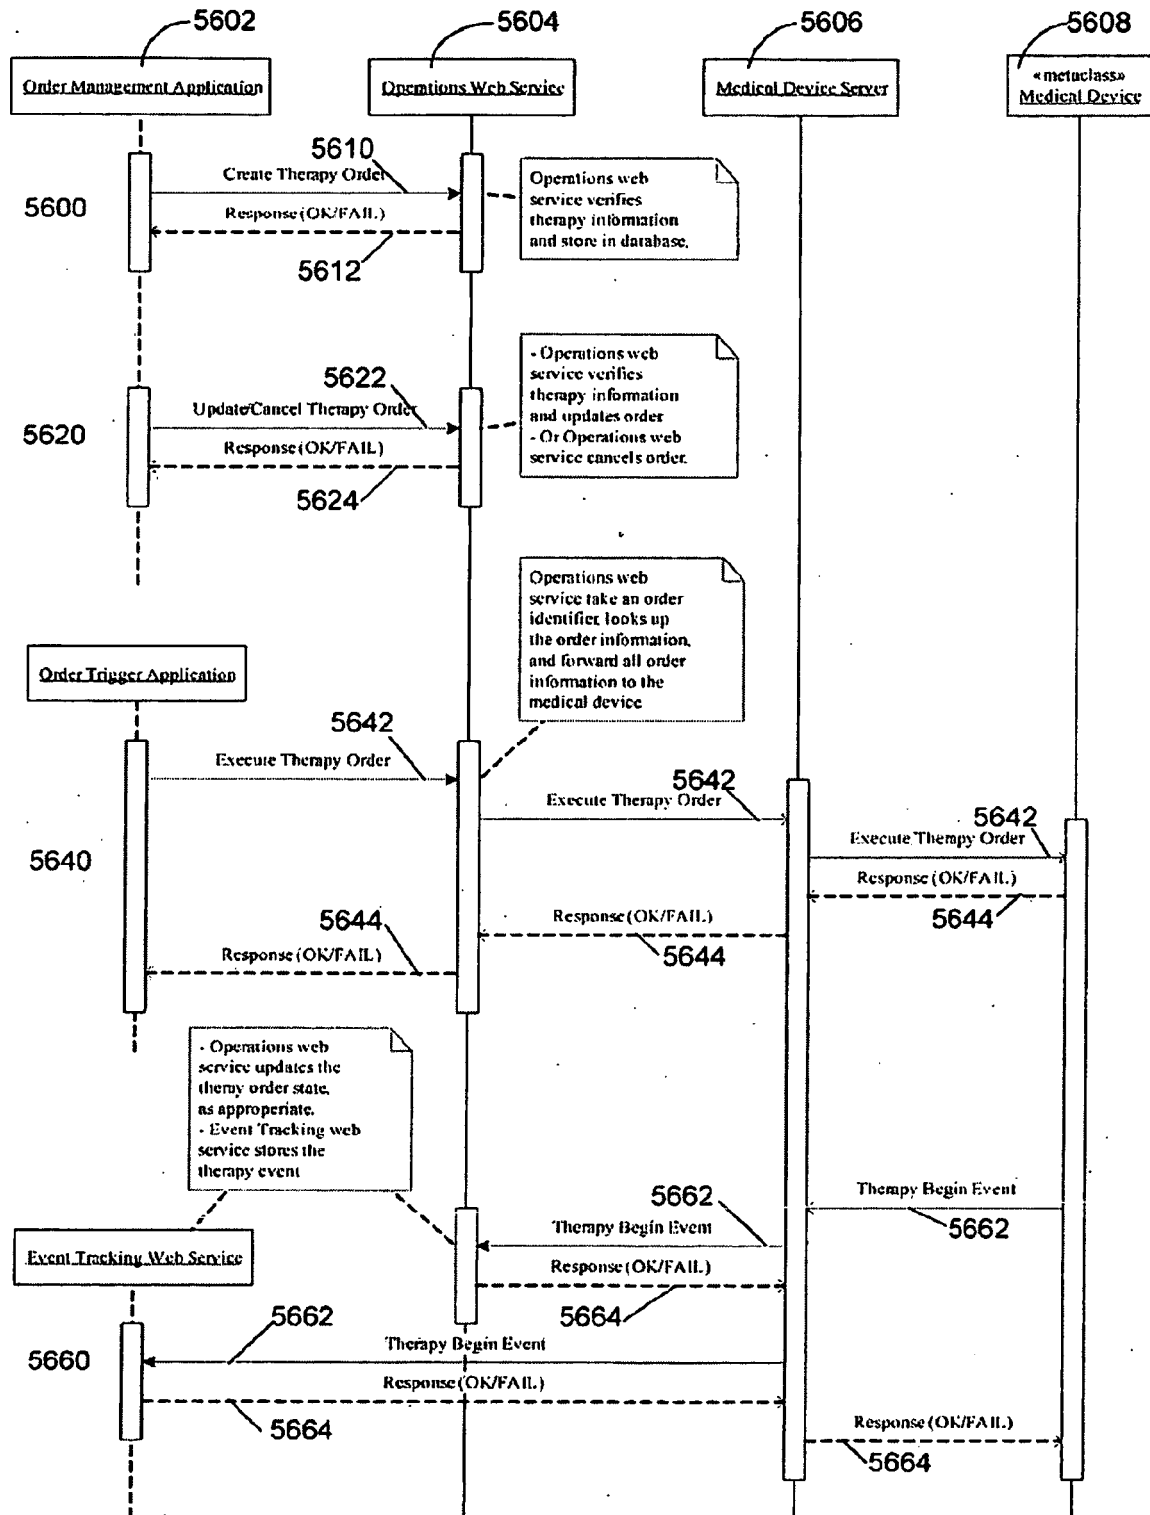 5602
5604
5606
5608
Order Management Application
Operations Web Service
Medical Device Server
«metaclass»
Medical Device
5610
Create Therapy Order
5600
Response (OK/FAIL)
5612
Operations web
service verifies
therapy information
and store in database.
5622
Update/Cancel Therapy Order
5620
Response (OK/FAIL)
5624
- Operations web
service verifies
therapy information
and updates order
- Or Operations web
service cancels order.
Operations web
service take an order
identifier, looks up
the order information,
and forward all order
information to the
medical device
Order Trigger Application
5642
Execute Therapy Order
5642
Execute Therapy Order
5642
Execute Therapy Order
5640
Response (OK/FAIL)
5644
Response (OK/FAIL)
5644
5644
Response (OK/FAIL)
- Operations web
service updates the
theray order state,
as approperiate.
- Event Tracking web
service stores the
therapy event
Therapy Begin Event
5662
5662
Therapy Begin Event
Response (OK/FAIL)
5664
Event Tracking Web Service
5662
Therapy Begin Event
5660
Response (OK/FAIL)
5664
Response (OK/FAIL)
5664